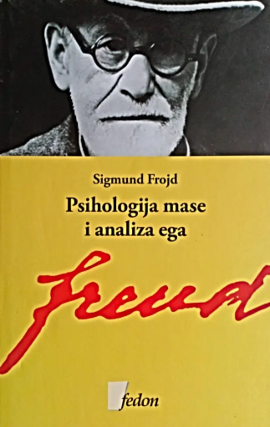 Sigmund Frojd
Psihologija mase
i analiza ega
freud
fedon